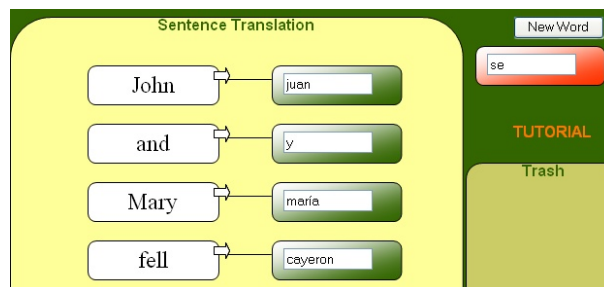 Sentence Translation
New Word
John
juan
se
and
y
TUTORIAL
Trash
Mary
maría
fell
cayeron